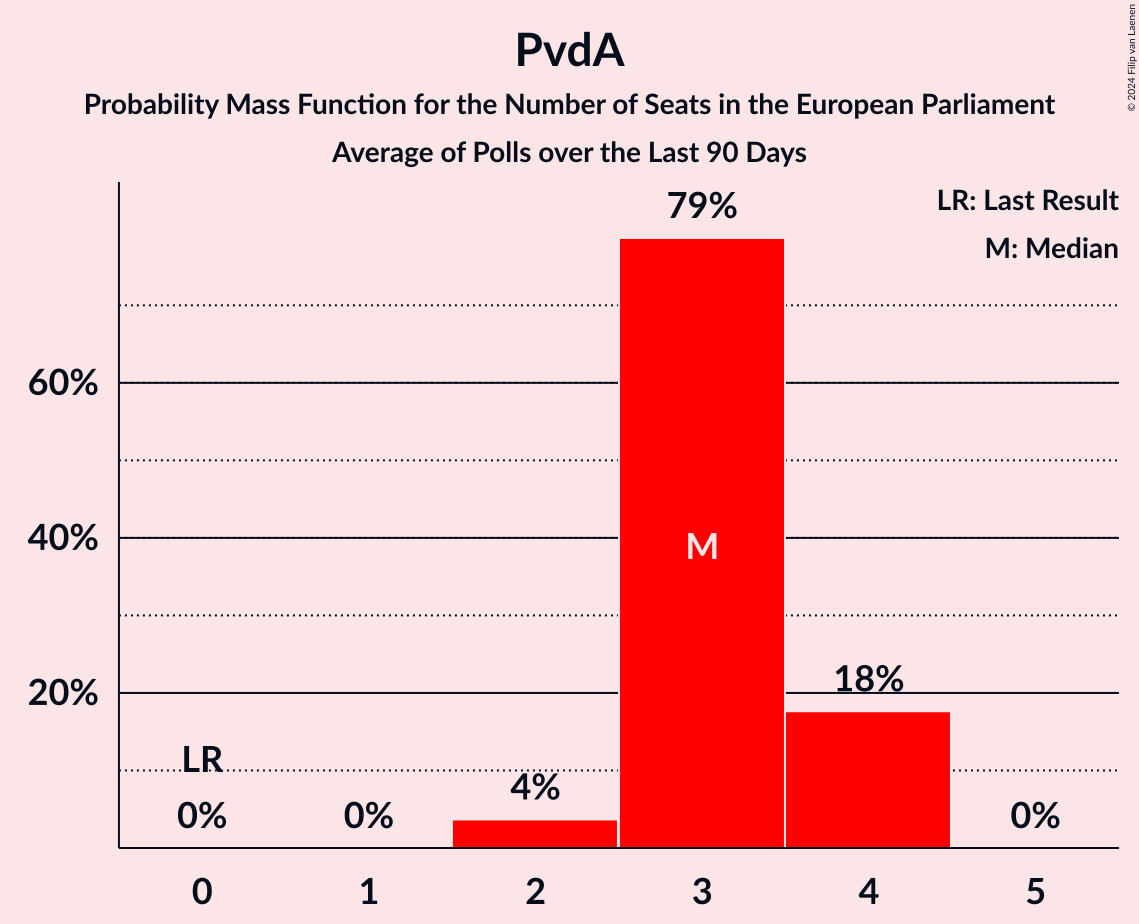 PvdA
Probability Mass Function for the Number of Seats in the European Parliament
Average of Polls over the Last 90 Days
© 2024 Filip van Laenen
LR: Last Result
M: Median
79%
60%
40%
M
20%
18%
LR
4%
0%
0%
0%
0 1 2 3 4 5